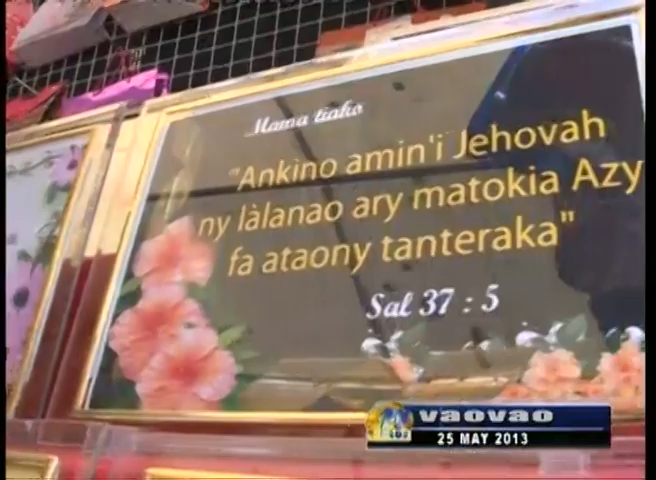 Mama tiako
"Ankino amin'i Jehovah
ny làlanao ary matokia Azy
fa ataony tanteraka"
Sal 37 : 5
vaovao
25 MAY 2013